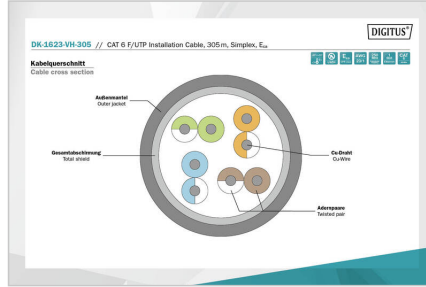 DIGITUS®
DK-1623-VH-305 // CAT 6 F/UTP Installation Cable, 305 m, Simplex, Eca
Kabelquerschnitt
Cable cross section
Außenmantel
Outer jacket
Gesamtabschirmung
Total shield
Cu-Draht
Cu-Wire
Adernpaare
Twisted pair